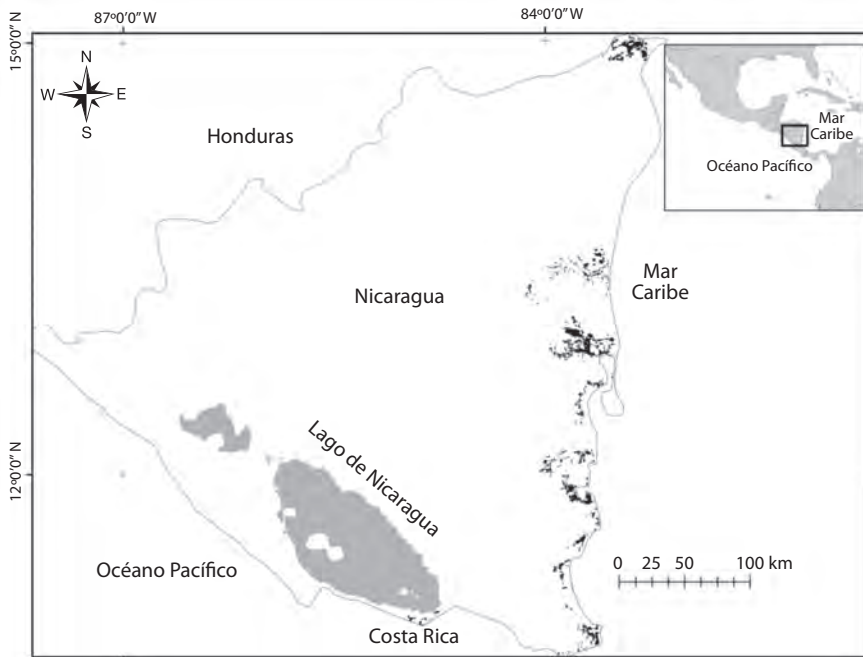 87º0'0'' W
84º0'0'' W
15º0'0'' N
N
W
E
S
Honduras
Mar
Caribe
Océano Pacífico
Nicaragua
Mar
Caribe
Lago de Nicaragua
12º0'0'' N
Océano Pacífico
0 25 50 100 km
Costa Rica